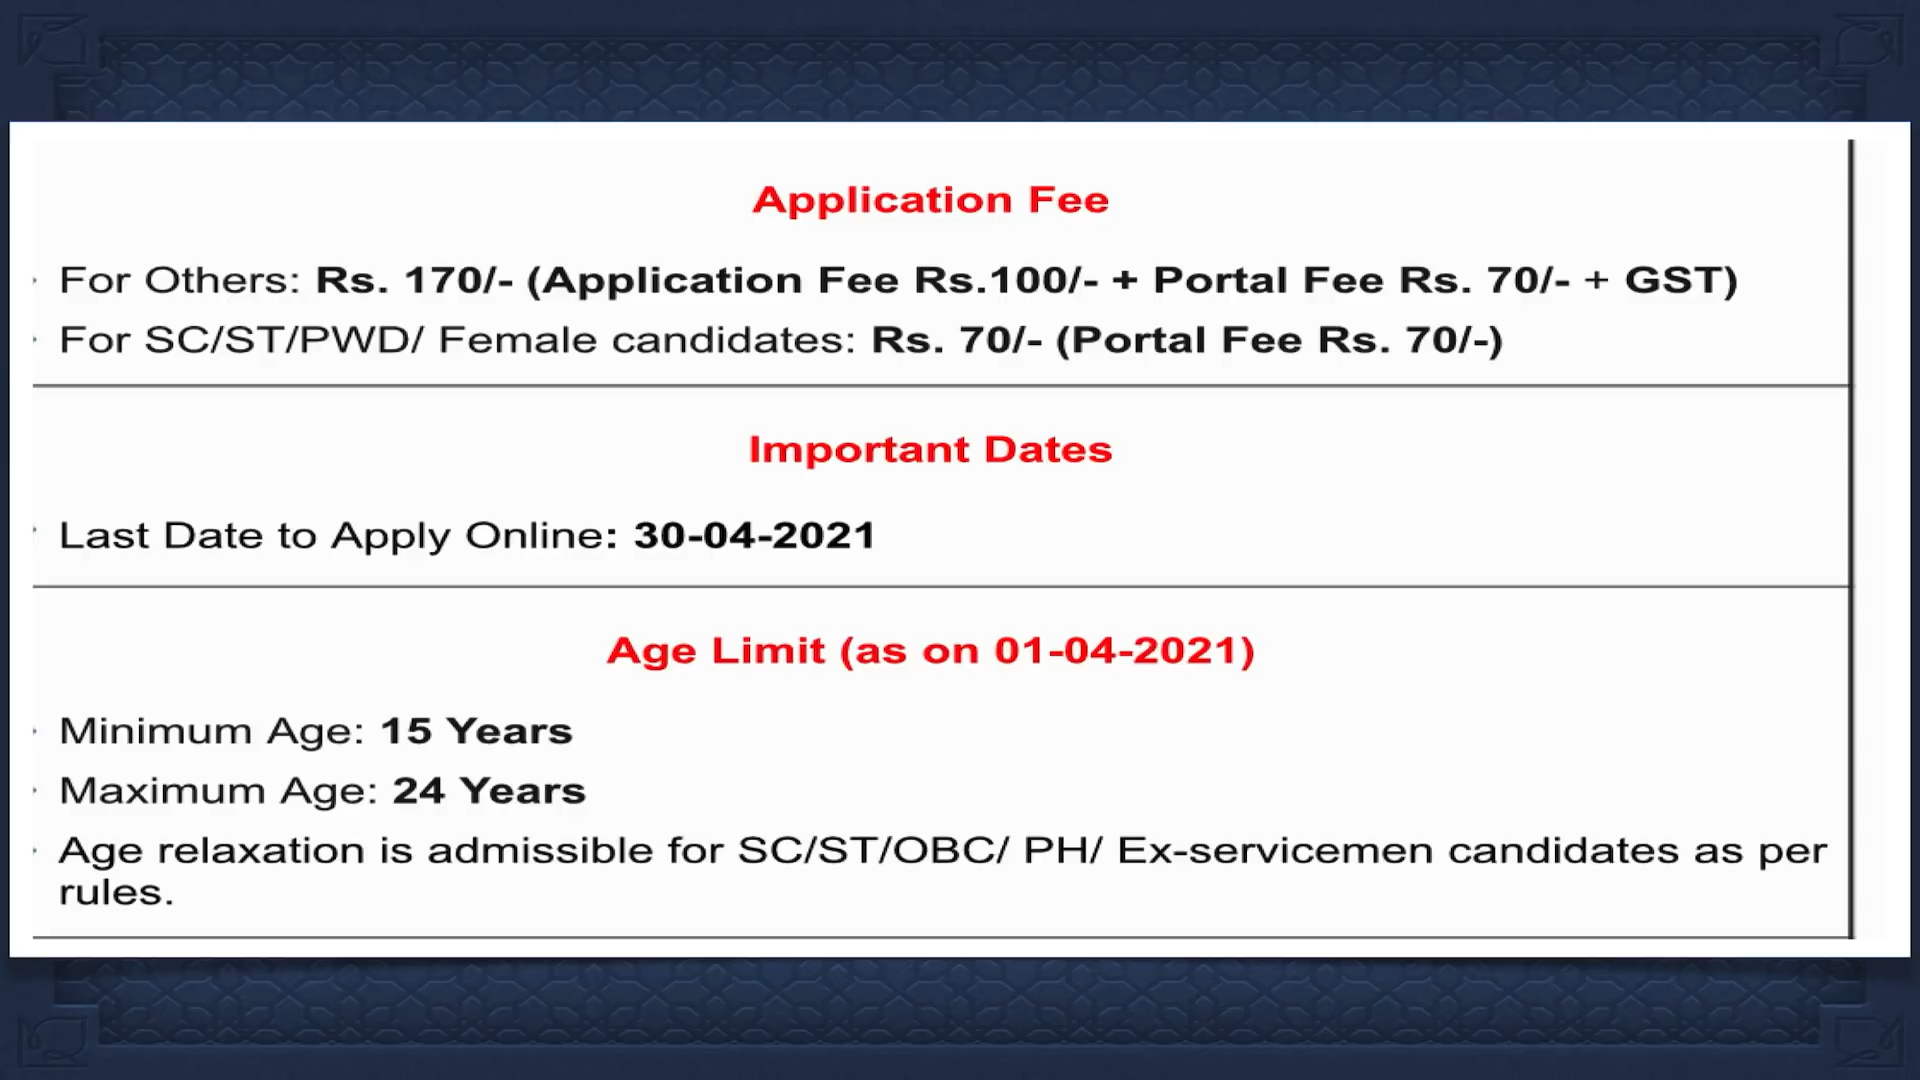 Application Fee
For Others: Rs. 170/- (Application Fee Rs.100/- + Portal Fee Rs. 70/- + GST)
For SC/ST/PWD/ Female candidates: Rs. 70/- (Portal Fee Rs. 70/-)
Important Dates
Last Date to Apply Online: 30-04-2021
Age Limit (as on 01-04-2021)
Minimum Age: 15 Years
Maximum Age: 24 Years
Age relaxation is admissible for SC/ST/OBC/ PH/ Ex-servicemen candidates as per
rules.